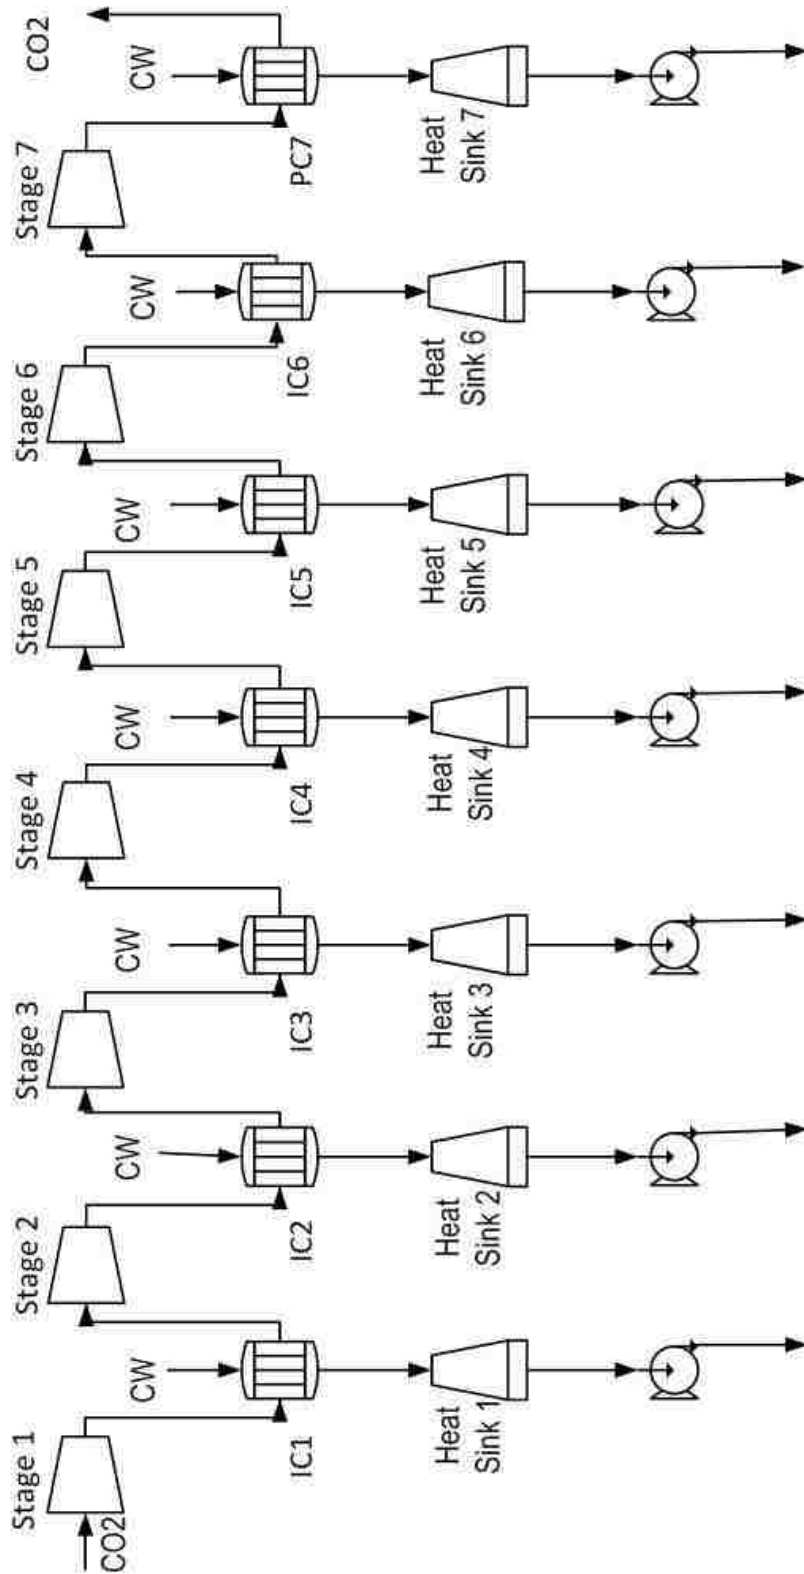 Stage 1
Stage 2
Stage 3
Stage 4
Stage 5
Stage 6
Stage 7
CO2
CO2
CW
CW
CW
CW
CW
CW
CW
IC1
IC2
IC3
IC4
IC5
IC6
PC7
Heat
Sink 1
Heat
Sink 2
Heat
Sink 3
Heat
Sink 4
Heat
Sink 5
Heat
Sink 6
Heat
Sink 7